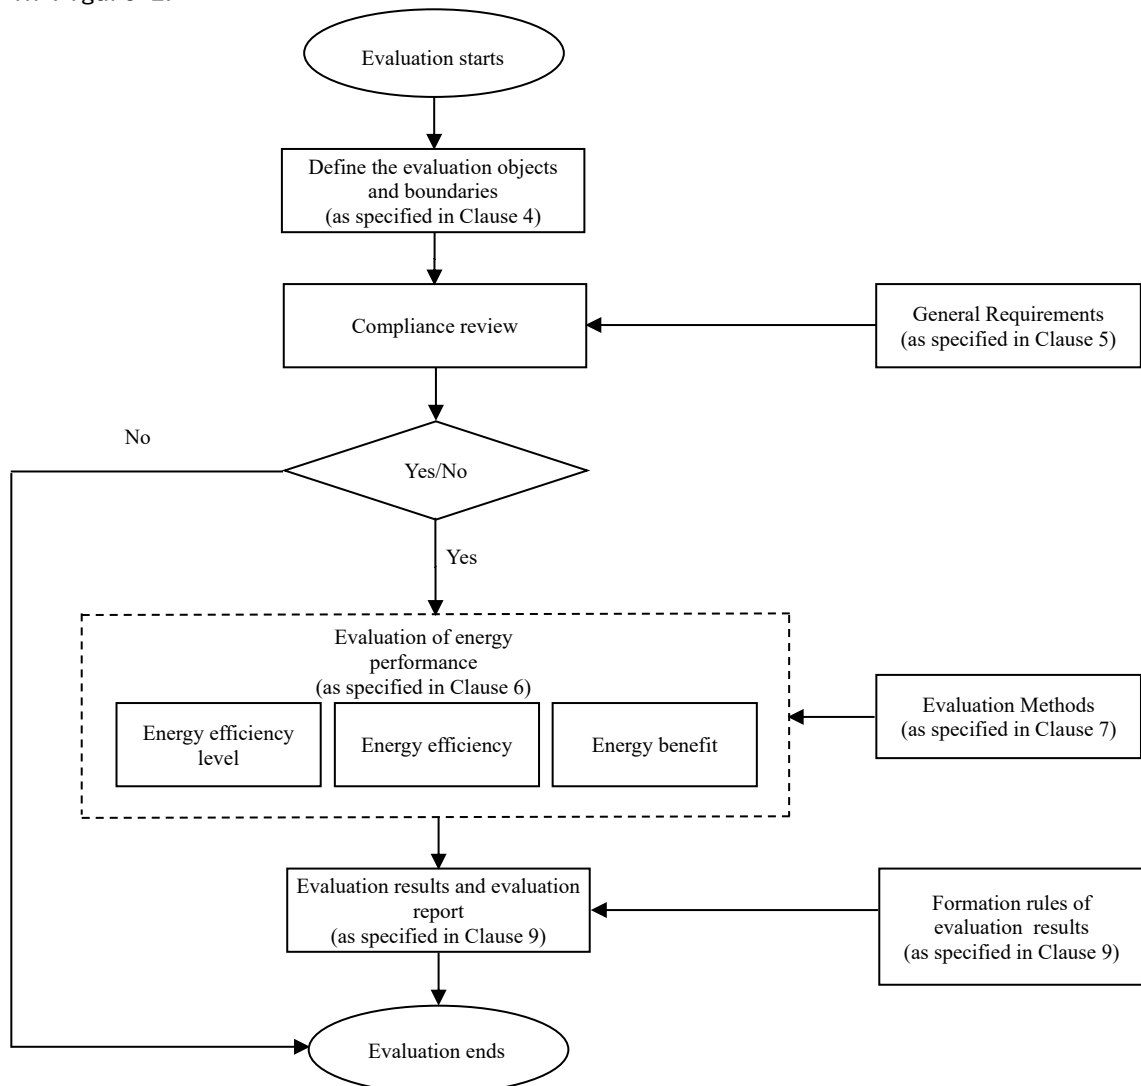 Evaluation starts
Define the evaluation objects
and boundaries
(as specified in Clause 4)
Compliance review
General Requirements
(as specified in Clause 5)
No
Yes/No
Yes
Evaluation of energy
performance
(as specified in Clause 6)
Energy efficiency
level
Energy efficiency
Energy benefit
Evaluation Methods
(as specified in Clause 7)
Evaluation results and evaluation
report
(as specified in Clause 9)
Formation rules of
evaluation results
(as specified in Clause 9)
Evaluation ends